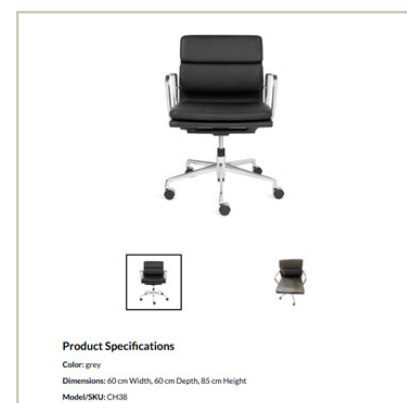 Product Specifications
Color: grey
Dimensions: 60 cm Width, 60 cm Depth, 85 cm Height
Model/SKU: CH38